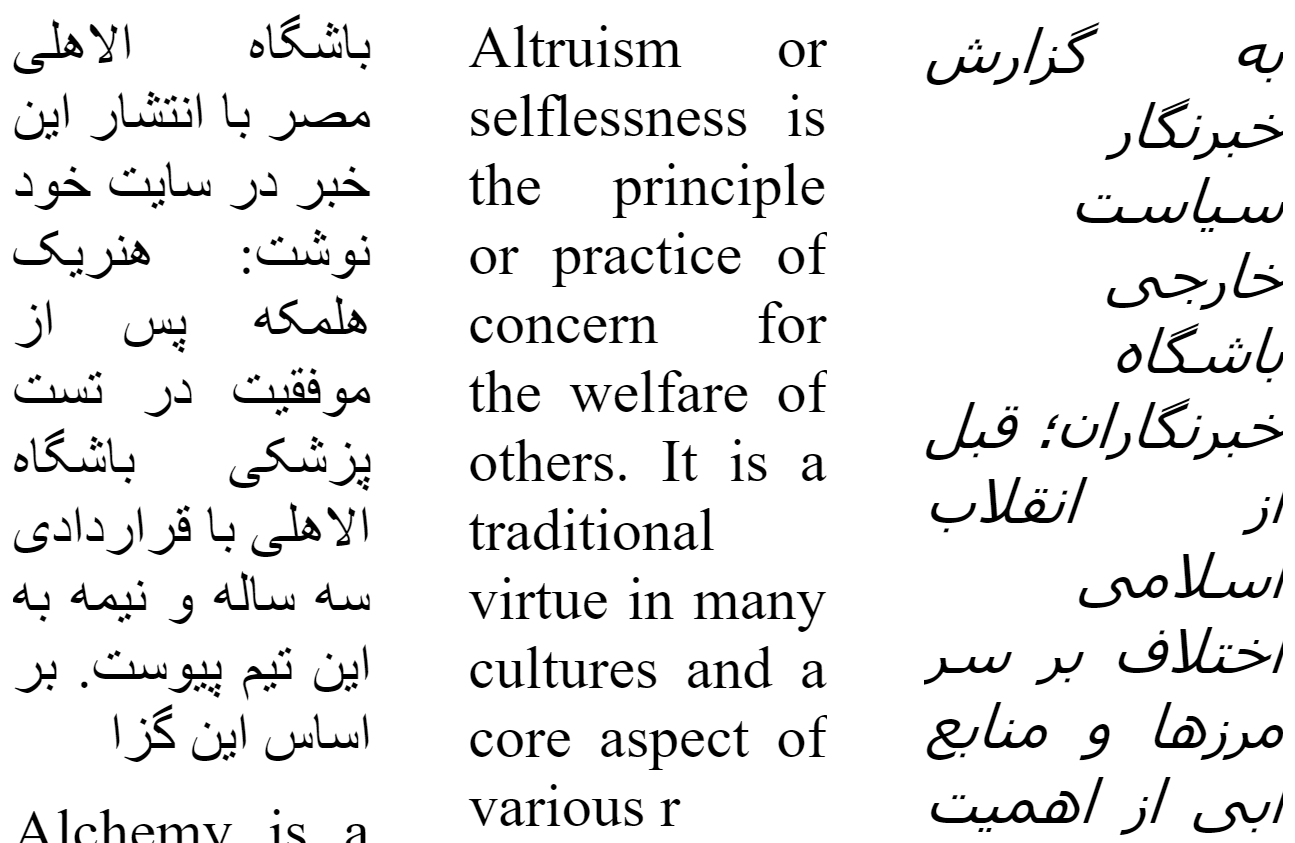 باشگاه الاهلی
مصر با انتشار این
خبر در سایت خود
نوشت: هنریک
هلمکه پس از
موفقیت در تست
پزشکی باشگاه
الاهلی با قراردادی
سه ساله و نیمه به
این تیم پیوست. بر
اساس این گزا
Alchemy is a
Altruism or
selflessness is
the principle
or practice of
concern for
the welfare of
others. It is a
traditional
virtue in many
cultures and a
core aspect of
various r
به گزارش
خبرنگار
سیاست
خارجی
باشگاه
خبرنگاران؛ قبل
از انقلاب
اسلامی
اختلاف بر سر
مرزها و منابع
ابی از اهمیت